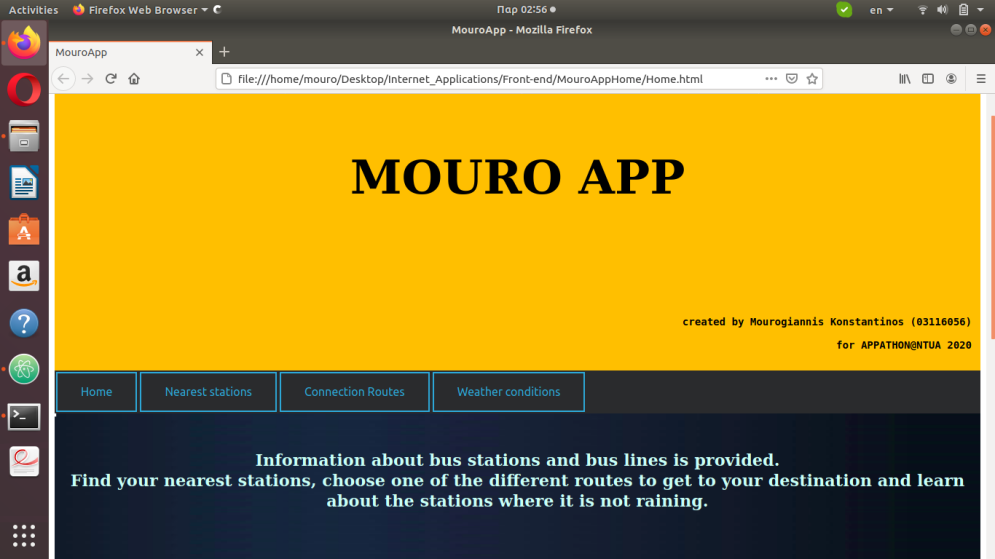 Activities Firefox Web Browser Παρ 02:56 en
MouroApp - Mozilla Firefox
MouroApp
file:///home/mouro/Desktop/Internet_Applications/Front-end/MouroAppHome/Home.html
MOURO APP
created by Mourogiannis Konstantinos (03116056)
for APPATHON@NTUA 2020
Home Nearest stations Connection Routes Weather conditions
Information about bus stations and bus lines is provided.
Find your nearest stations, choose one of the different routes to get to your destination and learn
about the stations where it is not raining.